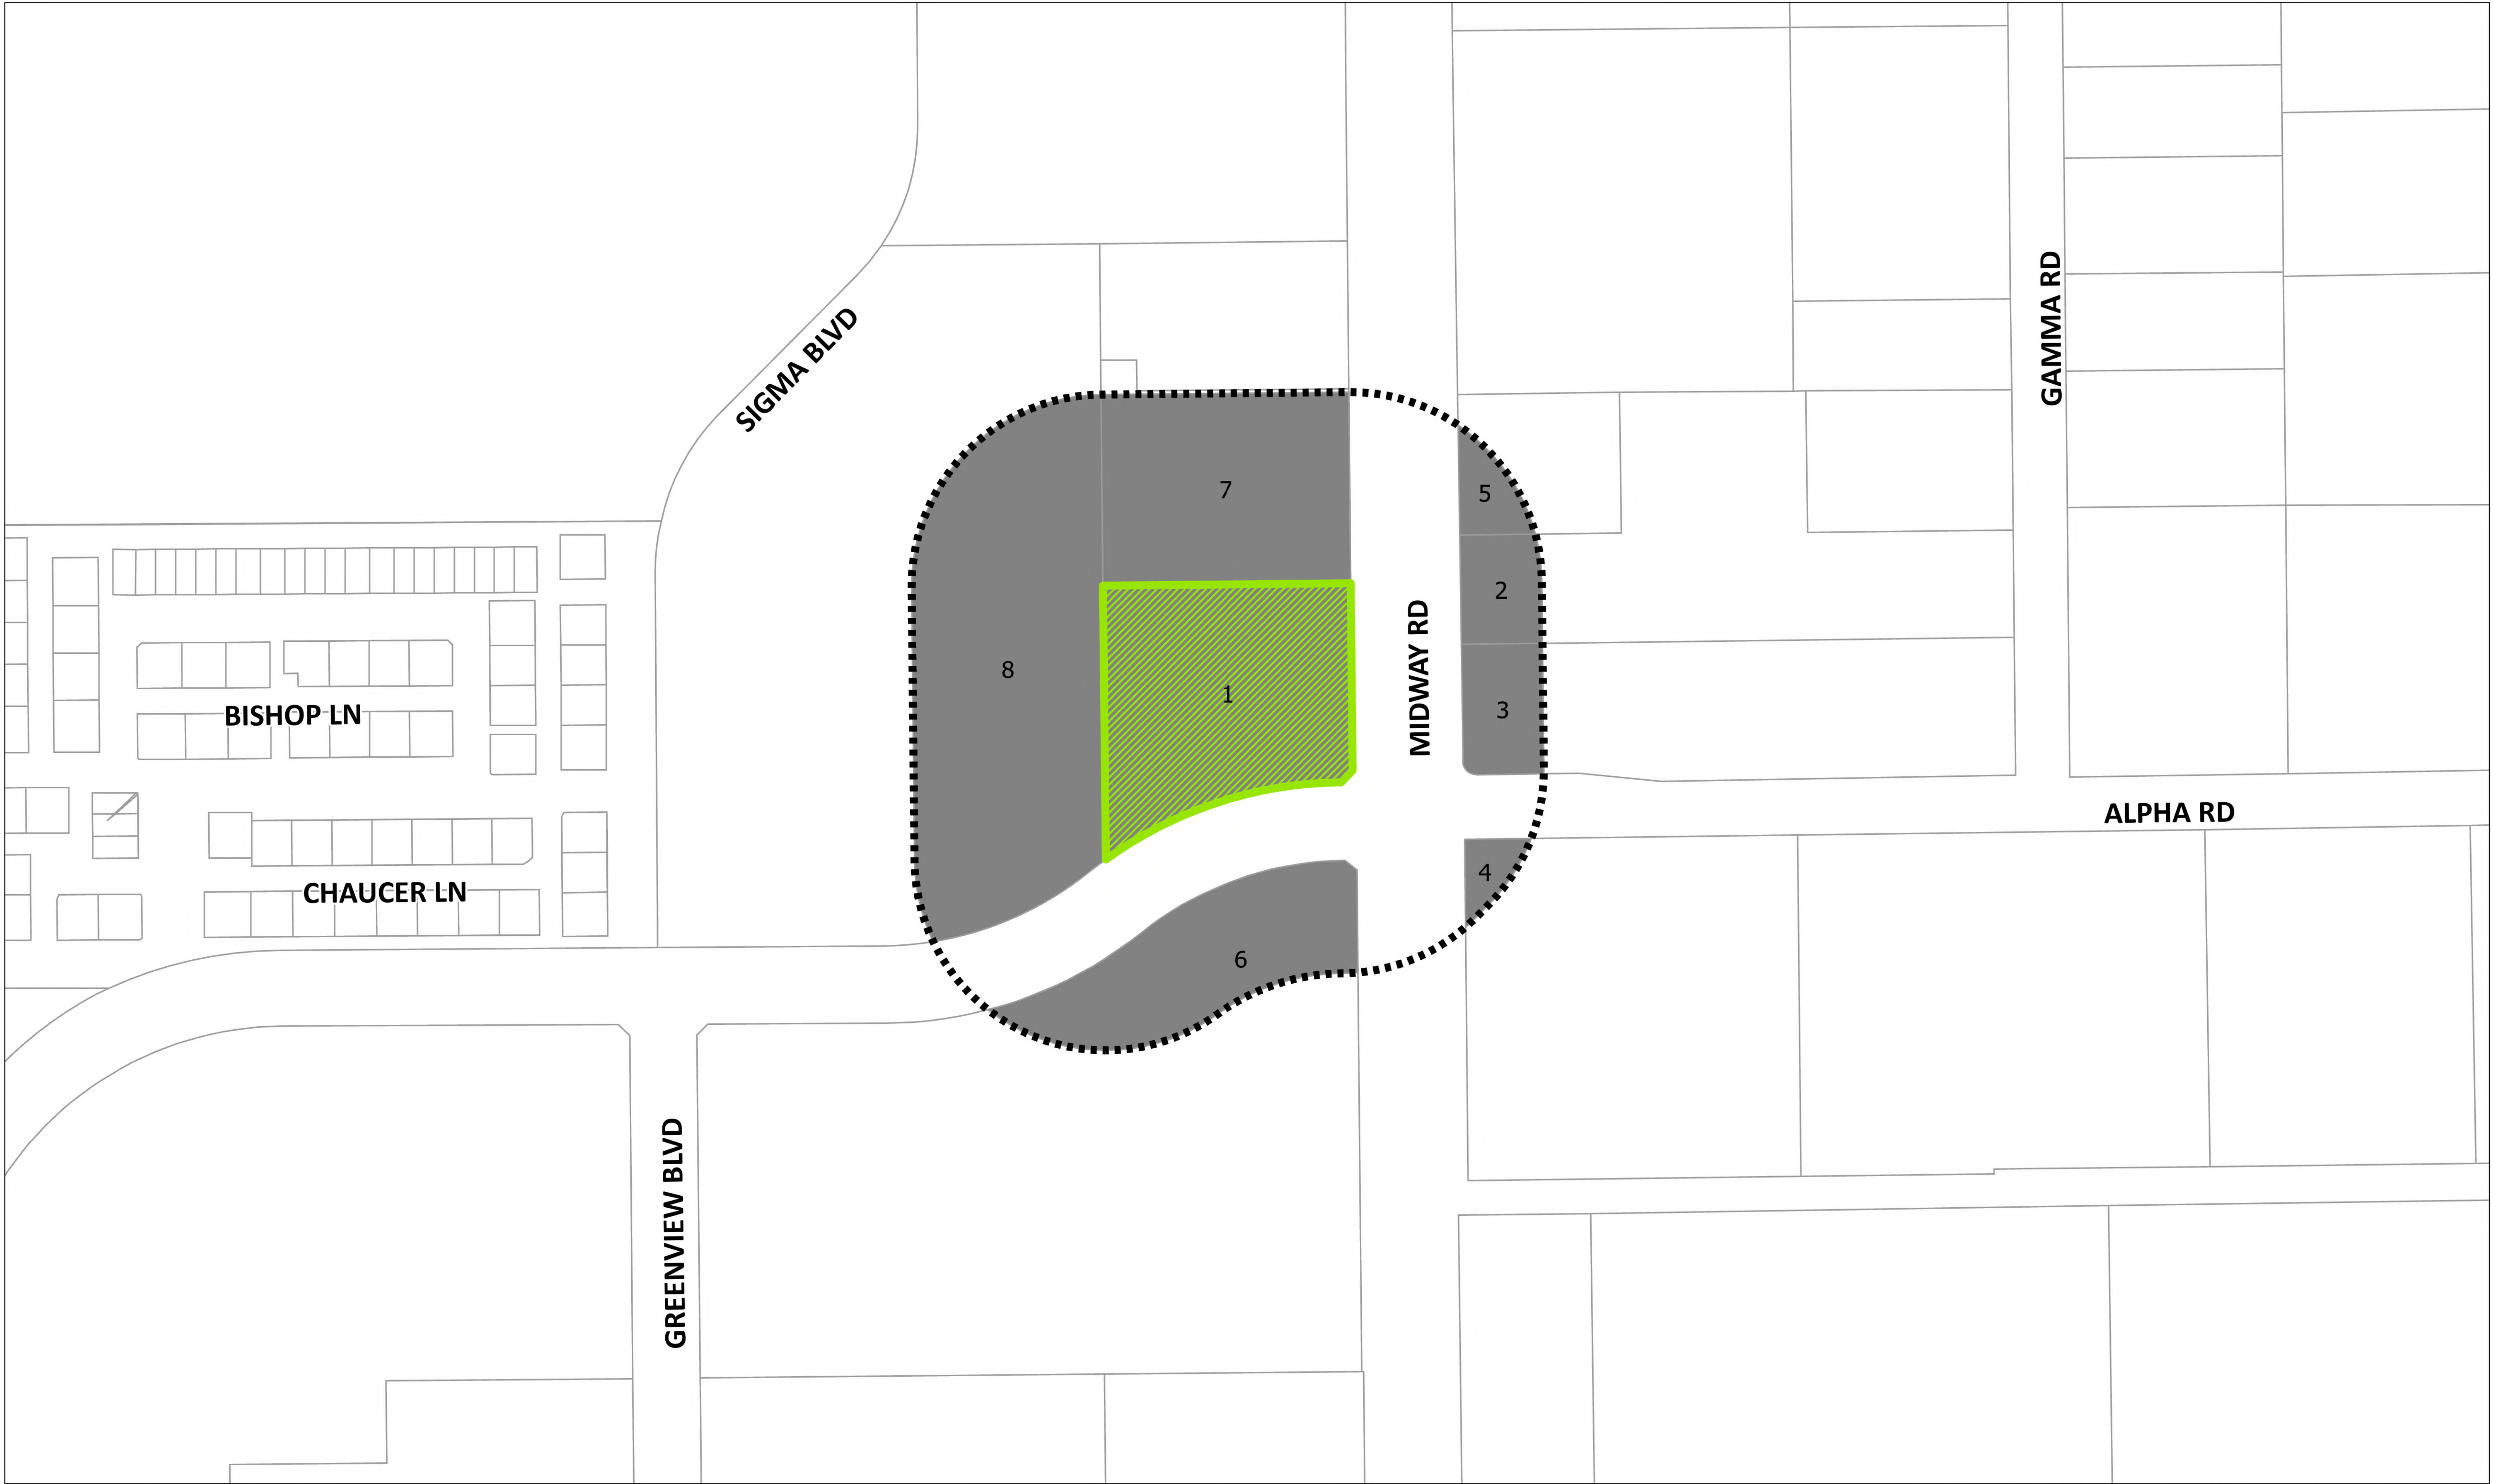 GAMMA RD
SIGMA BLVD
7
5
2
MIDWAY RD
8
1
3
BISHOP LN
ALPHA RD
4
CHAUCER LN
6
GREENVIEW BLVD